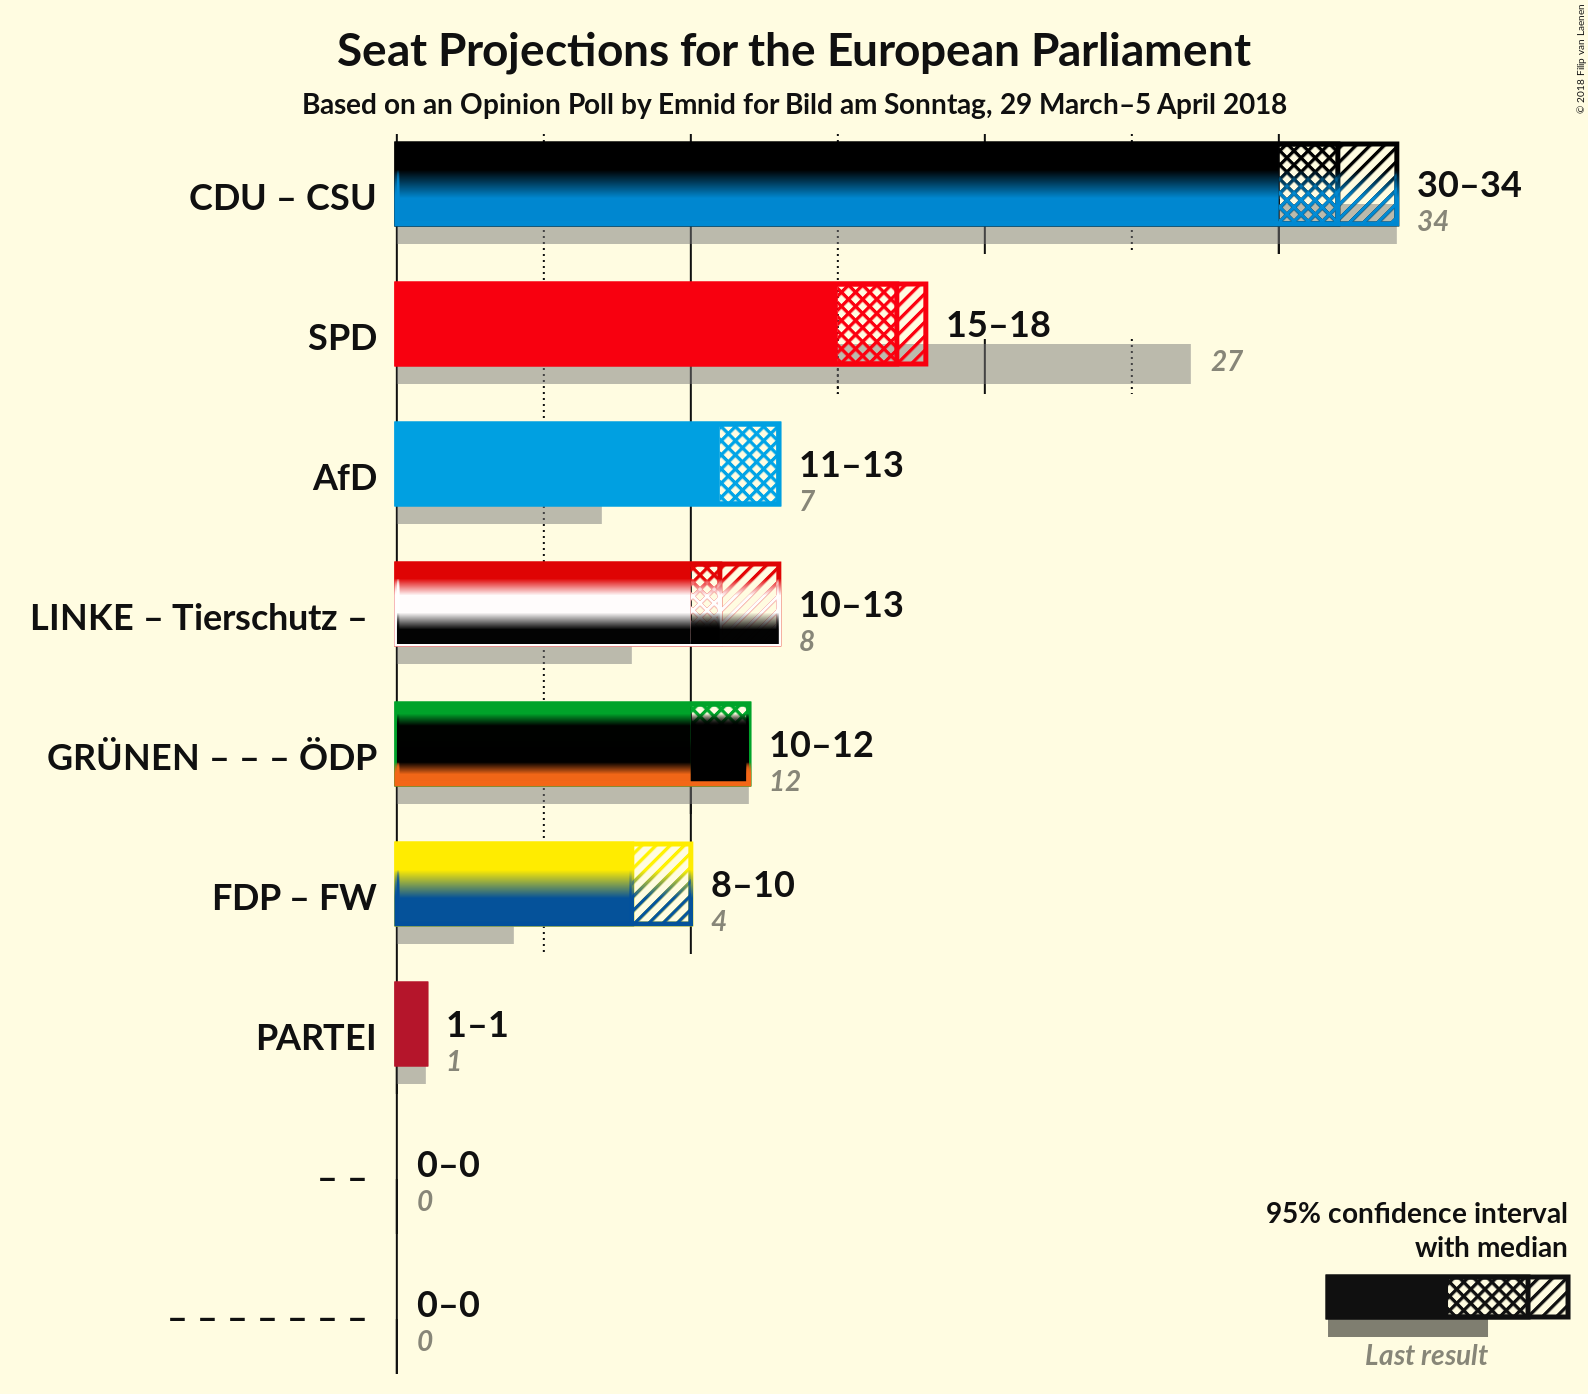 Seat Projections for the European Parliament
Based on an Opinion Poll by Emnid for Bild am Sonntag, 29 March–5 April 2018
© 2018 Filip van Laenen
CDU – CSU
30–34
34
SPD
15–18
27
AfD
11–13
7
LINKE – Tierschutz –
10–13
8
GRÜNEN – – – ÖDP
10–12
12
FDP – FW
8–10
4
PARTEI
1–1
1
– –
0–0
0
– – – – – – –
0–0
0
95% confidence interval
with median
Last result